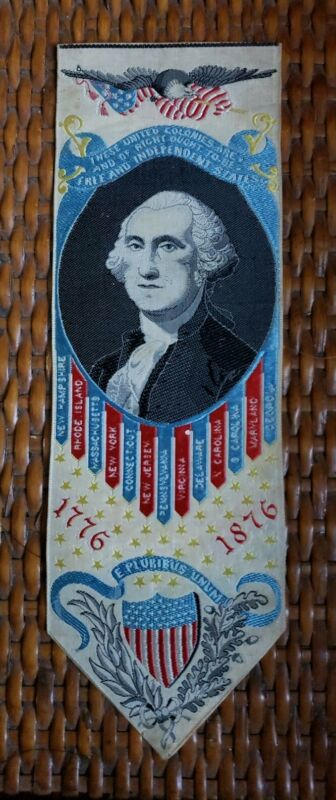 THESE UNITED COLONIES ARE,
AND OF RIGHT OUGHT TO BE
FREE AND INDEPENDENT STATES
NEW HAMPSHIRE
RHODE ISLAND
MASSACHUSETTS
NEW YORK
CONNECTICUT
NEW JERSEY
PENNSYLVANIA
VIRGINIA
DELAWARE
N. CAROLINA
S. CAROLINA
MARYLAND
GEORGIA
1776
1876
E PLURIBUS UNUM